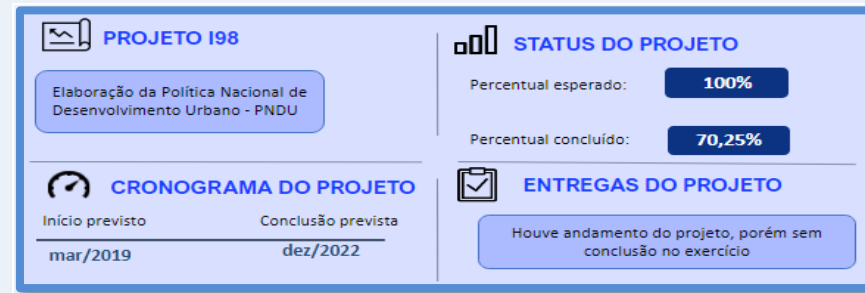 PROJETO I98
Elaboração da Política Nacional de
Desenvolvimento Urbano - PNDU
STATUS DO PROJETO
Percentual esperado: 100%
Percentual concluído: 70,25%
CRONOGRAMA DO PROJETO
Início previsto Conclusão prevista
mar/2019 dez/2022
ENTREGAS DO PROJETO
Houve andamento do projeto, porém sem
conclusão no exercício